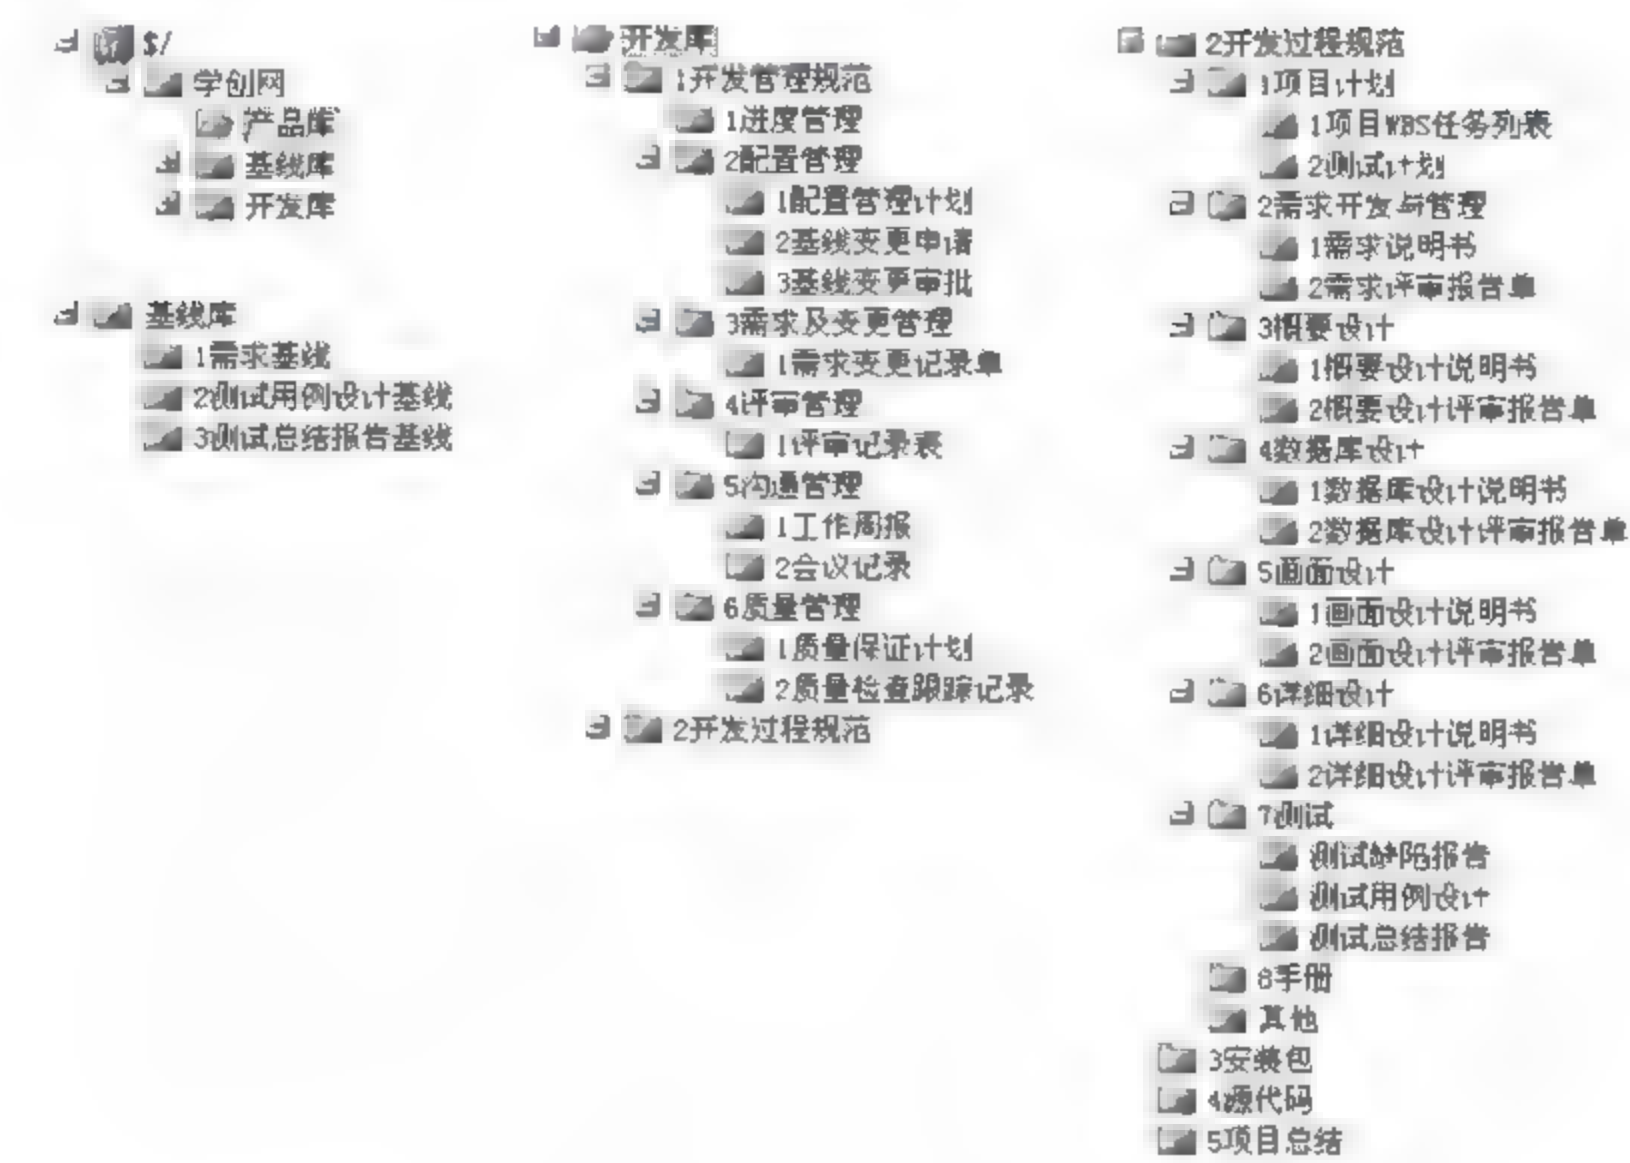 $/
学创网
产品库
基线库
开发库
基线库
1需求基线
2测试用例设计基线
3测试总结报告基线
开发库
1开发管理规范
1进度管理
2配置管理
1配置管理计划
2基线变更申请
3基线变更审批
3需求及变更管理
1需求变更记录单
4评审管理
1评审记录表
5沟通管理
1工作周报
2会议记录
6质量管理
1质量保证计划
2质量检查跟踪记录
2开发过程规范
2开发过程规范
1项目计划
1项目WBS任务列表
2测试计划
2需求开发与管理
1需求说明书
2需求评审报告单
3概要设计
1概要设计说明书
2概要设计评审报告单
4数据库设计
1数据库设计说明书
2数据库设计评审报告单
5画面设计
1画面设计说明书
2画面设计评审报告单
6详细设计
1详细设计说明书
2详细设计评审报告单
7测试
测试缺陷报告
测试用例设计
测试总结报告
8手册
其他
3安装包
4源代码
5项目总结